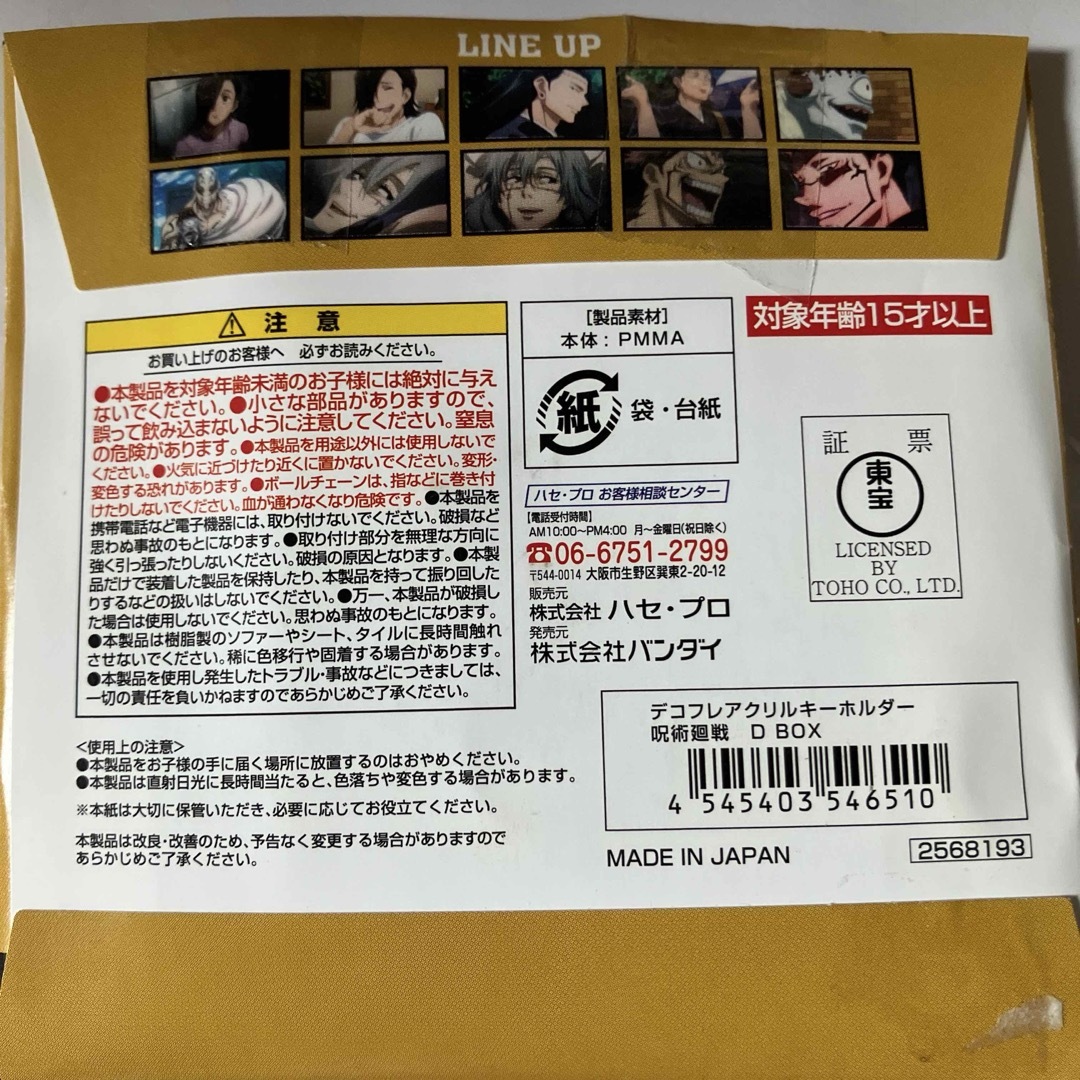 LINE UP
注 意
お買い上げのお客様へ 必ずお読みください。
●本製品を対象年齢未満のお子様には絶対に与え
ないでください。●小さな部品がありますので、
誤って飲み込まないように注意してください。窒息
の危険があります。●本製品を用途以外には使用しないで
ください。●火気に近づけたり近くに置かないでください。変形・
変色する恐れがあります。●ボールチェーンは、指などに巻き付
けたりしないでください。血が通わなくなり危険です。●本製品を
携帯電話など電子機器には、取り付けないでください。破損など
思わぬ事故のもとになります。●取り付け部分を無理な方向に
強く引っ張ったりしないください。破損の原因となります。●本製
品だけで装着した製品を保持したり、本製品を持って振り回した
りするなどの扱いはしないでください。●万一、本製品が破損し
た場合は使用しないでください。思わぬ事故のもとになります。
●本製品は樹脂製のソファーやシート、タイルに長時間触れ
させないでください。稀に色移行や固着する場合があります。
●本製品を使用し発生したトラブル・事故などにつきましては、
一切の責任を負いかねますのであらかじめご了承ください。
<使用上の注意>
●本製品をお子様の手に届く場所に放置するのはおやめください。
●本製品は直射日光に長時間当たると、色落ちや変色する場合があります。
※本紙は大切に保管いただき、必要に応じてお役立てください。
本製品は改良・改善のため、予告なく変更する場合がありますので
あらかじめご了承ください。
[製品素材]
本体：PMMA
紙 袋・台紙
ハセ・プロ お客様相談センター
【電話受付時間】
AM10:00〜PM4:00 月〜金曜日(祝日除く)
☎06-6751-2799
〒544-0014 大阪市生野区巽東2-20-12
販売元
株式会社 ハセ・プロ
発売元
株式会社バンダイ
対象年齢15才以上
証 票
東宝
LICENSED
BY
TOHO CO., LTD.
デコフレアクリルキーホルダー
呪術廻戦 D BOX
4 545403 546510
MADE IN JAPAN
2568193